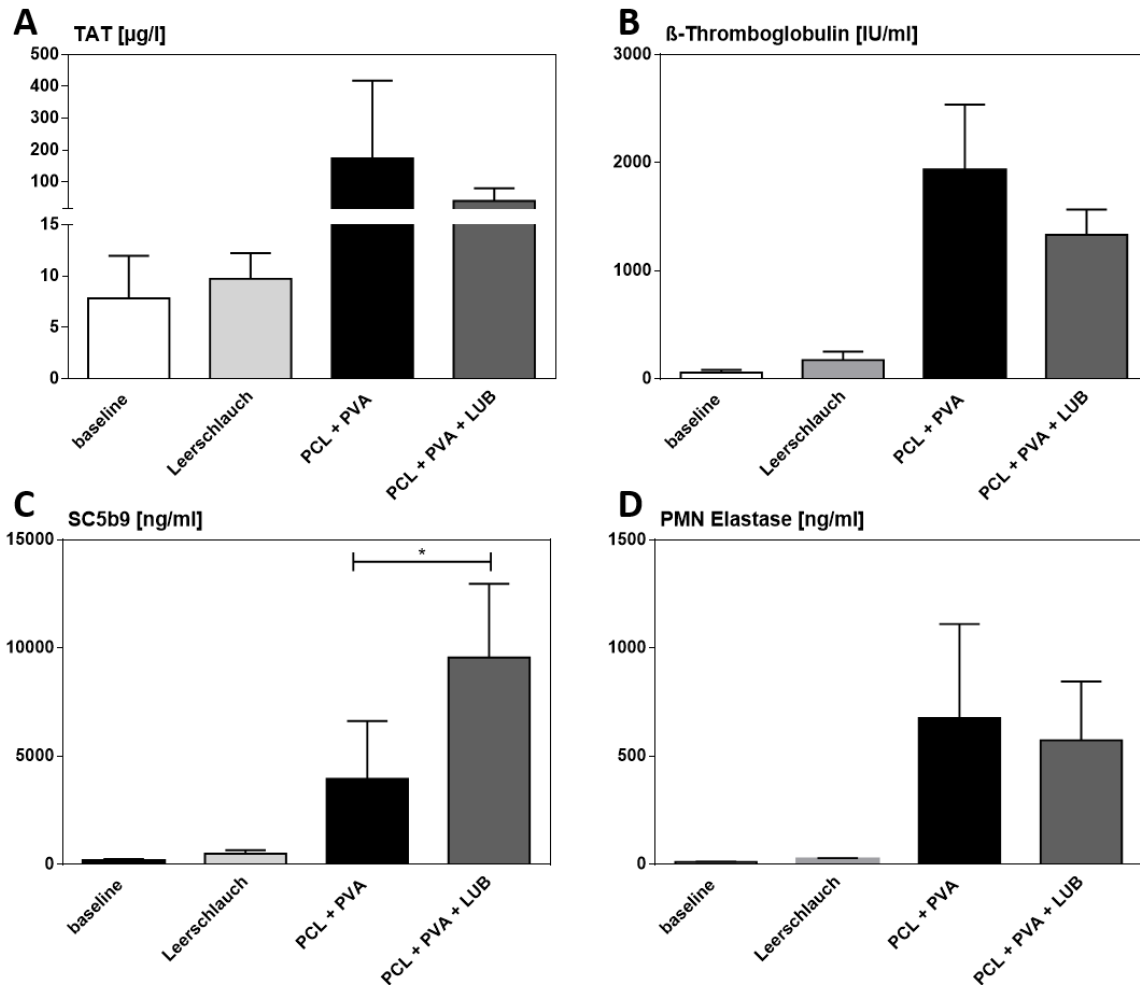 A
TAT [µg/l]
500
400
300
200
100
15
10
5
0
baseline
Leerschlauch
PCL + PVA
PCL + PVA + LUB
B
ß-Thromboglobulin [IU/ml]
3000
2000
1000
0
baseline
Leerschlauch
PCL + PVA
PCL + PVA + LUB
C
SC5b9 [ng/ml]
15000
10000
5000
0
*
baseline
Leerschlauch
PCL + PVA
PCL + PVA + LUB
D
PMN Elastase [ng/ml]
1500
1000
500
0
baseline
Leerschlauch
PCL + PVA
PCL + PVA + LUB